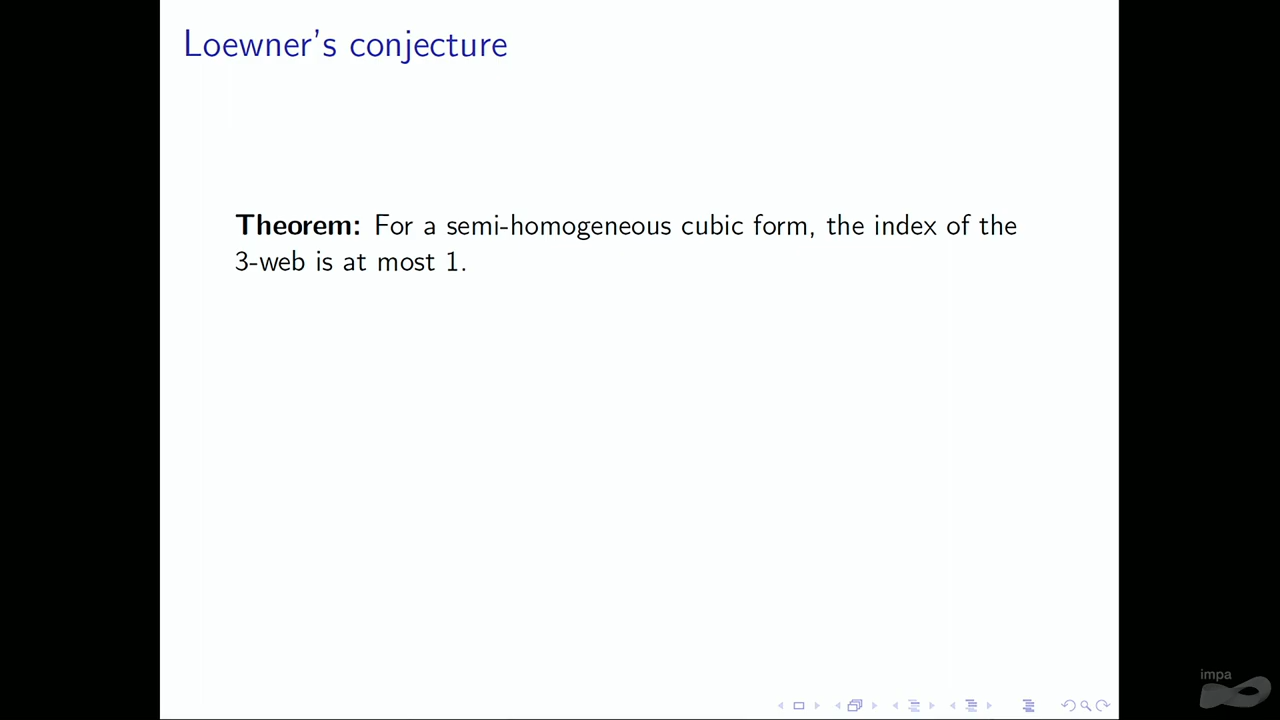 Loewner's conjecture
Theorem: For a semi-homogeneous cubic form, the index of the
3-web is at most 1.
impa